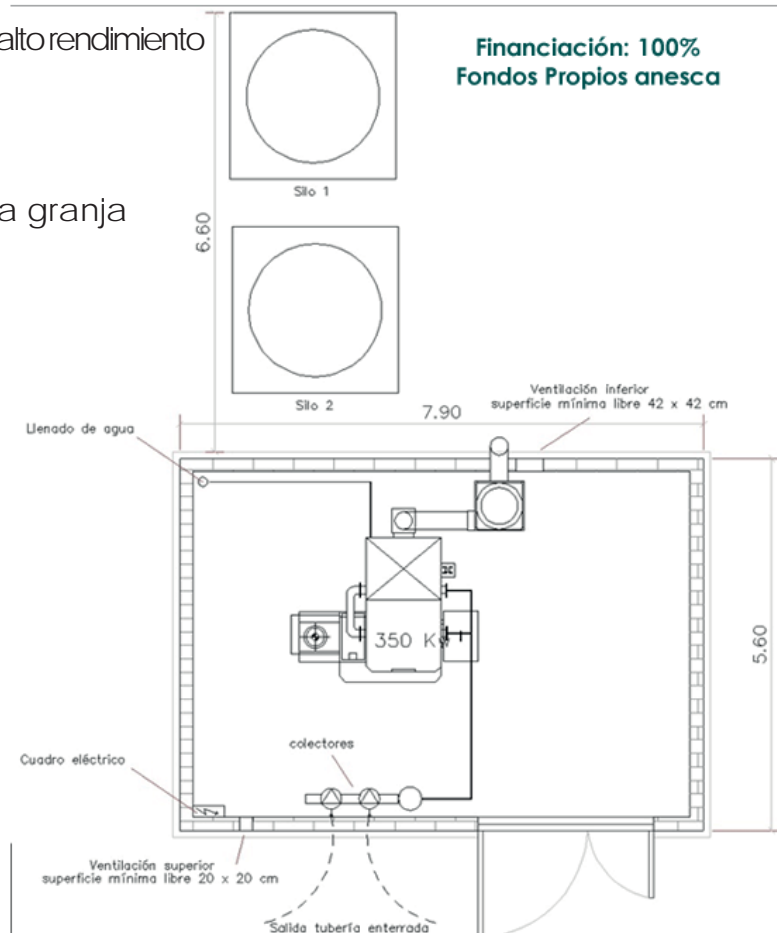 alto rendimiento
Financiación: 100%
Fondos Propios anesca
Silo 1
a granja
6.60
Silo 2
7.90
Ventilación inferior
superficie mínima libre 42 x 42 cm
Llenado de agua
350
5.60
colectores
Cuadro eléctrico
Ventilación superior
superficie mínima libre 20 x 20 cm
Salida tubería enterrada